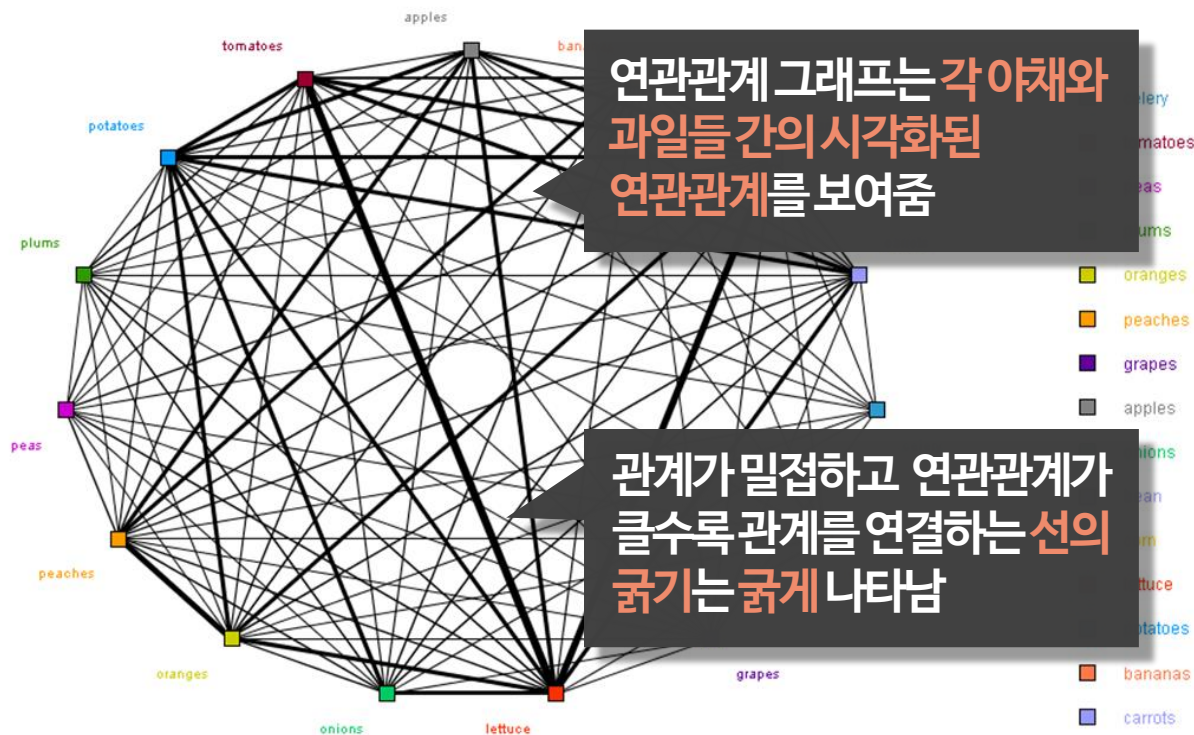 apples
tomatoes
potatoes
plums
peas
peaches
oranges
onions
lettuce
grapes
연관관계 그래프는 각 야채와
과일들 간의 시각화된
연관관계를 보여줌
관계가 밀접하고 연관관계가
클수록 관계를 연결하는 선의
굵기는 굵게 나타남
oranges
peaches
grapes
apples
bananas
carrots